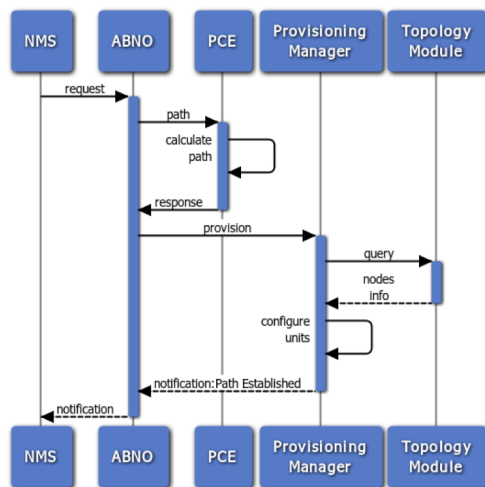 NMS
ABNO
PCE
Provisioning
Manager
Topology
Module
request
path
calculate
path
response
provision
query
nodes
info
configure
units
notification:Path Established
notification
NMS
ABNO
PCE
Provisioning
Manager
Topology
Module